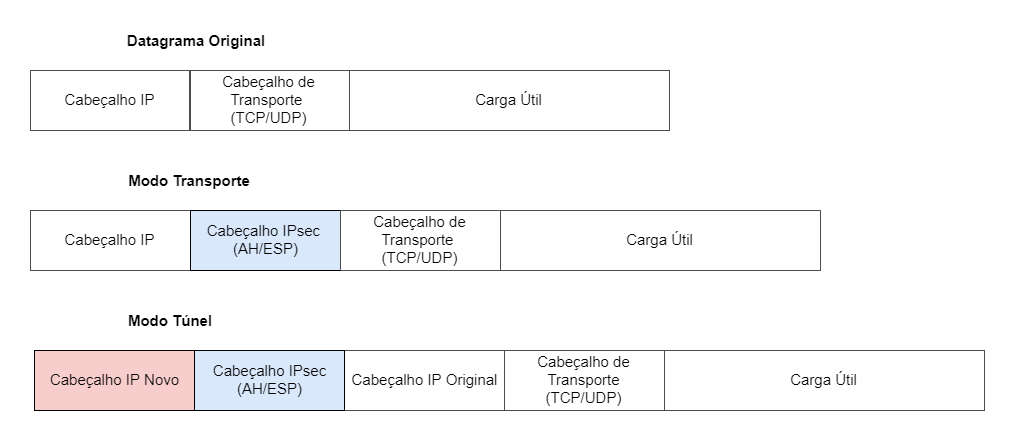 Datagrama Original
Cabeçalho IP
Cabeçalho de
Transporte
(TCP/UDP)
Carga Útil
Modo Transporte
Cabeçalho IP
Cabeçalho IPsec
(AH/ESP)
Cabeçalho de
Transporte
(TCP/UDP)
Carga Útil
Modo Túnel
Cabeçalho IP Novo
Cabeçalho IPsec
(AH/ESP)
Cabeçalho IP Original
Cabeçalho de
Transporte
(TCP/UDP)
Carga Útil